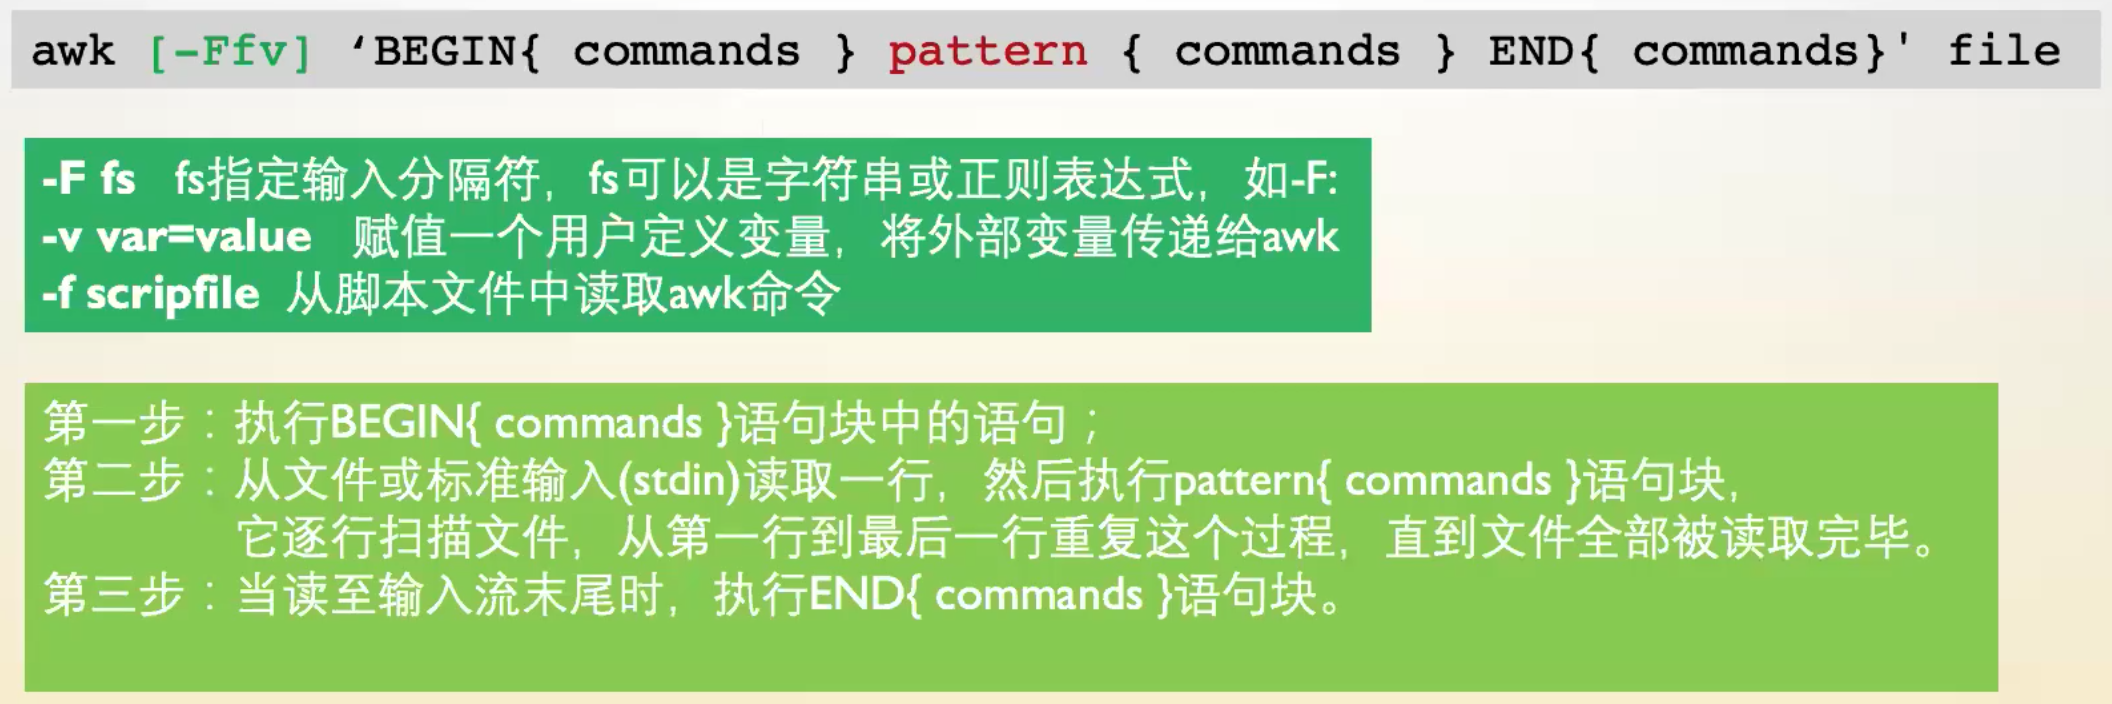 awk [-Ffv] ‘BEGIN{ commands } pattern { commands } END{ commands}' file
-F fs fs指定输入分隔符，fs可以是字符串或正则表达式，如-F:
-v var=value 赋值一个用户定义变量，将外部变量传递给awk
-f scripfile 从脚本文件中读取awk命令
第一步：执行BEGIN{ commands }语句块中的语句；
第二步：从文件或标准输入(stdin)读取一行，然后执行pattern{ commands }语句块，
它逐行扫描文件，从第一行到最后一行重复这个过程，直到文件全部被读取完毕。
第三步：当读至输入流末尾时，执行END{ commands }语句块。